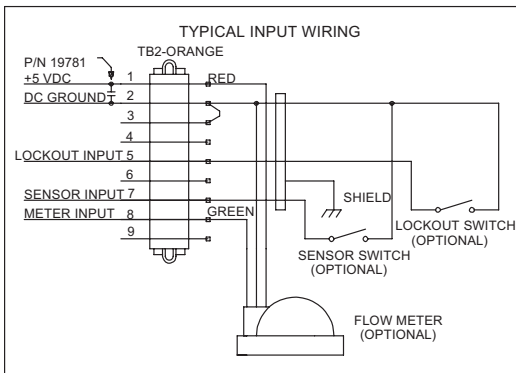 TYPICAL INPUT WIRING
TB2-ORANGE
P/N 19781
+5 VDC 1 RED
DC GROUND 2
3
4
LOCKOUT INPUT 5
6
SENSOR INPUT 7
METER INPUT 8 GREEN
9
SHIELD
LOCKOUT SWITCH
(OPTIONAL)
SENSOR SWITCH
(OPTIONAL)
FLOW METER
(OPTIONAL)